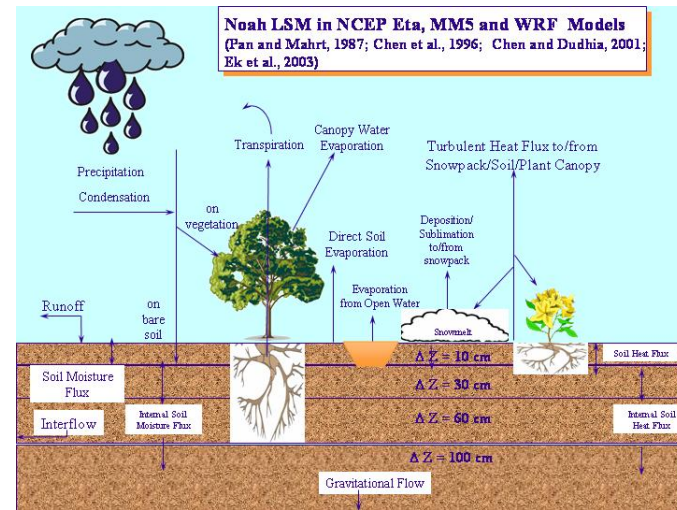 Noah LSM in NCEP Eta, MM5 and WRF Models
(Pan and Mahrt, 1987; Chen et al., 1996; Chen and Dudhia, 2001;
Ek et al., 2003)
Precipitation
Condensation
on
vegetation
on
bare
soil
Transpiration
Canopy Water
Evaporation
Turbulent Heat Flux to/from
Snowpack/Soil/Plant Canopy
Direct Soil
Evaporation
Evaporation
from Open Water
Deposition/
Sublimation
to/from
snowpack
Snowmelt
Runoff
Δ Z = 10 cm
Soil Heat Flux
Soil Moisture
Flux
Δ Z = 30 cm
Interflow
Internal Soil
Moisture Flux
Δ Z = 60 cm
Internal Soil
Heat Flux
Δ Z = 100 cm
Gravitational Flow